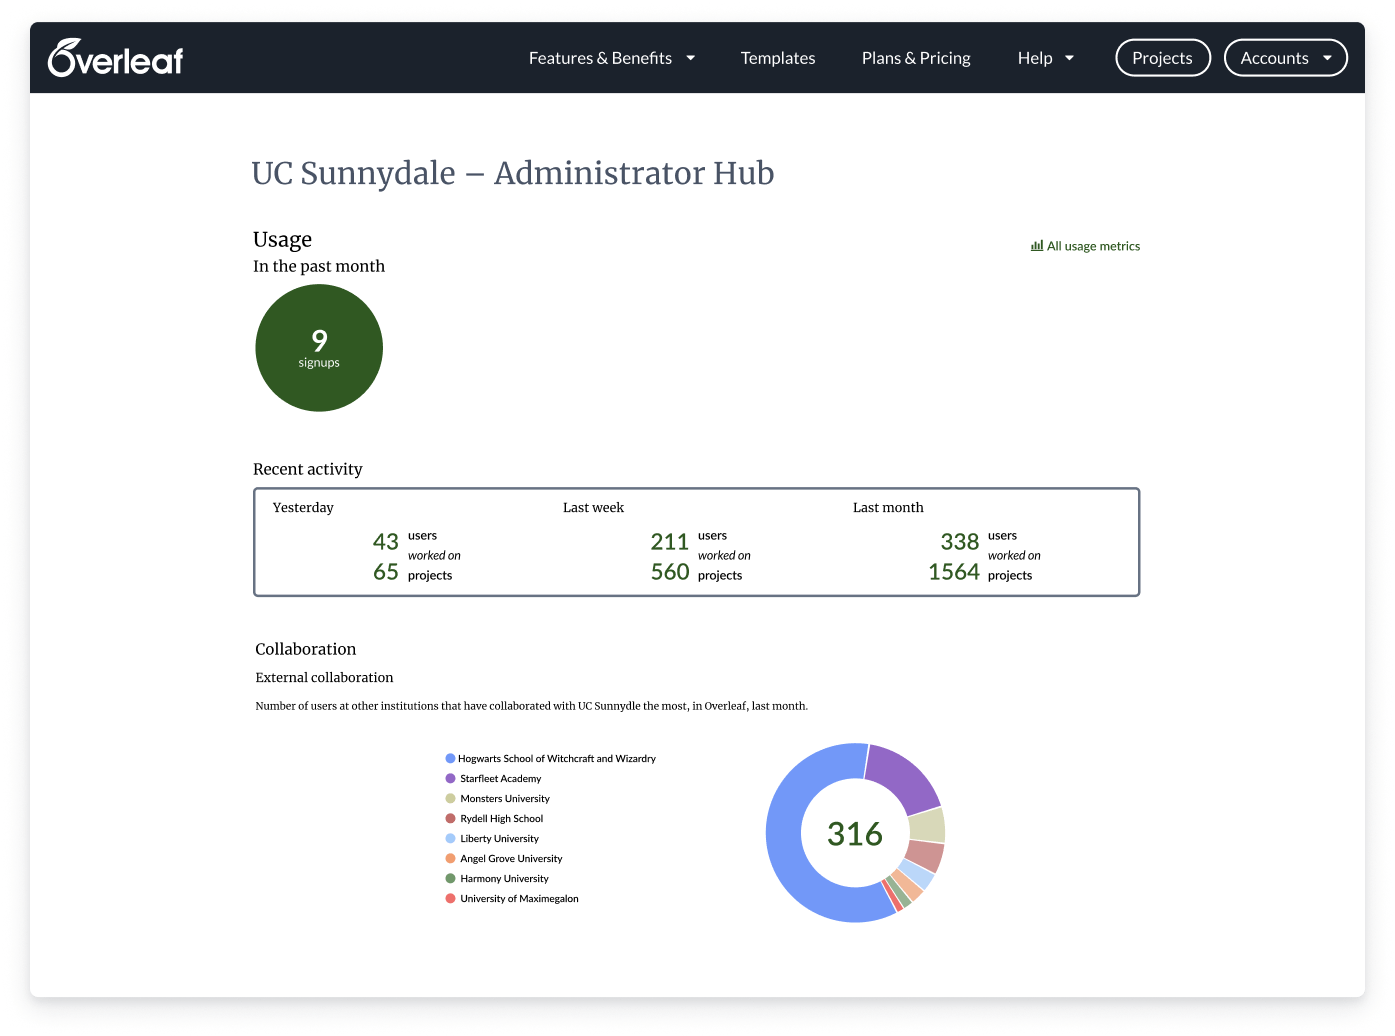 Overleaf
Features & Benefits
Templates
Plans & Pricing
Help
Projects
Accounts
UC Sunnydale – Administrator Hub
Usage
All usage metrics
In the past month
9
signups
Recent activity
Yesterday
43 users
worked on
65 projects
Last week
211 users
worked on
560 projects
Last month
338 users
worked on
1564 projects
Collaboration
External collaboration
Number of users at other institutions that have collaborated with UC Sunnydle the most, in Overleaf, last month.
Hogwarts School of Witchcraft and Wizardry
Starfleet Academy
Monsters University
Rydell High School
Liberty University
Angel Grove University
Harmony University
University of Maximegalon
316